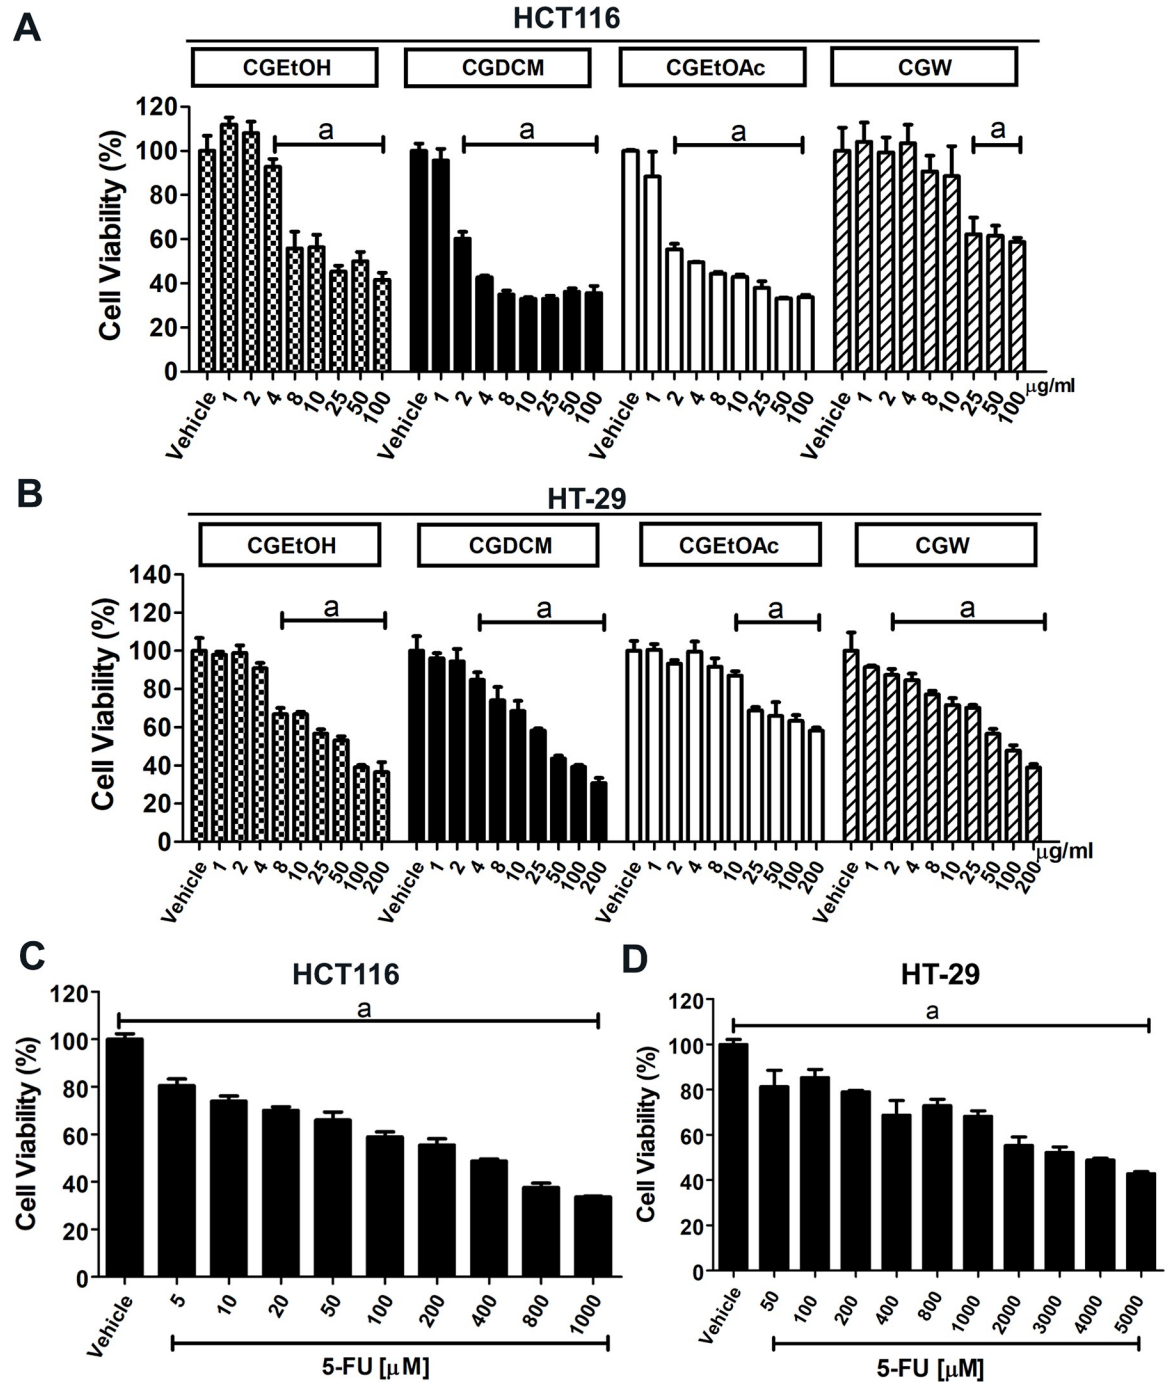 A
HCT116
CGEtOH CGDCM CGEtOAc CGW
Cell Viability (%)
120
100
80
60
40
20
0
a a a a
Vehicle 1 2 4 8 10 25 50 100 Vehicle 1 2 4 8 10 25 50 100 Vehicle 1 2 4 8 10 25 50 100 Vehicle 1 2 4 8 10 25 50 100 μg/ml
B
HT-29
CGEtOH CGDCM CGEtOAc CGW
Cell Viability (%)
140
120
100
80
60
40
20
0
a a a a
Vehicle 1 2 4 8 10 25 50 100 200 Vehicle 1 2 4 8 10 25 50 100 200 Vehicle 1 2 4 8 10 25 50 100 200 Vehicle 1 2 4 8 10 25 50 100 200 μg/ml
C
HCT116
Cell Viability (%)
120
100
80
60
40
20
0
a
Vehicle 5 10 20 50 100 200 400 800 1000
5-FU [μM]
D
HT-29
Cell Viability (%)
120
100
80
60
40
20
0
a
Vehicle 50 100 200 400 800 1000 2000 3000 4000 5000
5-FU [μM]